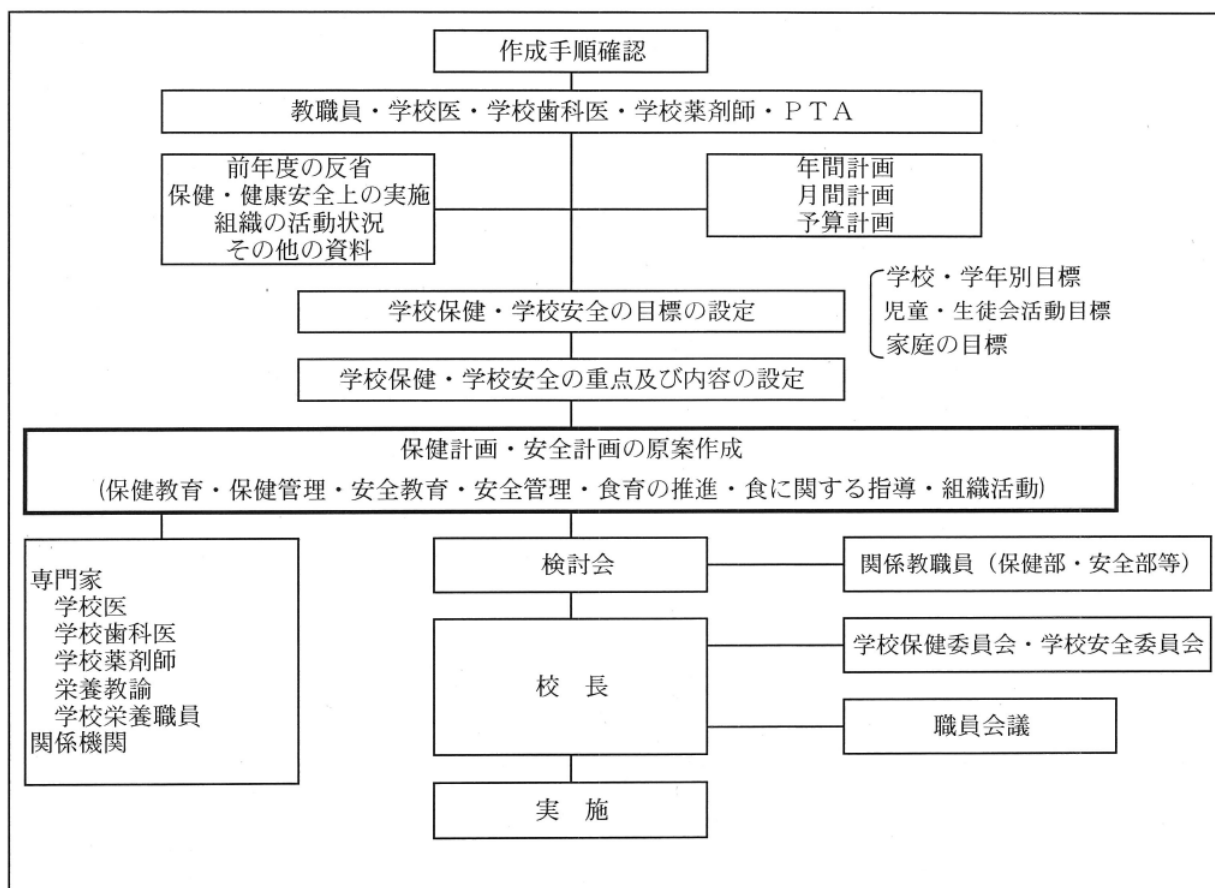 作成手順確認
教職員・学校医・学校歯科医・学校薬剤師・ＰＴＡ
前年度の反省
保健・健康安全上の実施
組織の活動状況
その他の資料
年間計画
月間計画
予算計画
学校保健・学校安全の目標の設定
学校・学年別目標
児童・生徒会活動目標
家庭の目標
学校保健・学校安全の重点及び内容の設定
保健計画・安全計画の原案作成
(保健教育・保健管理・安全教育・安全管理・食育の推進・食に関する指導・組織活動)
専門家
学校医
学校歯科医
学校薬剤師
栄養教諭
学校栄養職員
関係機関
検討会
関係教職員（保健部・安全部等）
校　長
学校保健委員会・学校安全委員会
職員会議
実　施